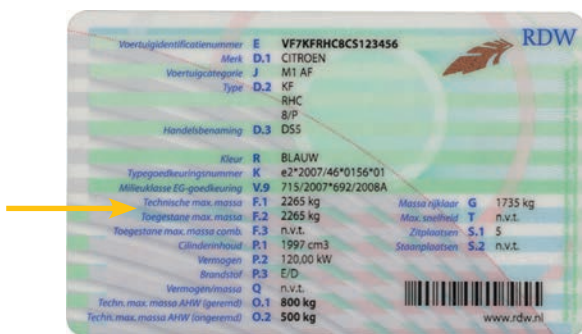 RDW
Voertuigidentificatienummer E VF7KFRHC8CS123456
Merk D.1 CITROEN
Voertuigcategorie J M1 AF
Type D.2 KF
RHC
8/P
Handelsbenaming D.3 DS5
Kleur R BLAUW
Typegoedkeuringsnummer K e2*2007/46*0156*01
Milieuklasse EG-goedkeuring V.9 715/2007*692/2008A
Technische max. massa F.1 2265 kg Massa rijklaar G 1735 kg
Toegestane max. massa F.2 2265 kg Max. snelheid T n.v.t.
Toegestane max. massa comb. F.3 n.v.t. Zitplaatsen S.1 5
Cilinderinhoud P.1 1997 cm3 Staanplaatsen S.2 n.v.t.
Vermogen P.2 120,00 kW
Brandstof P.3 E/D
Vermogen/massa Q n.v.t.
Techn. max. massa AHW (geremd) O.1 800 kg
Techn. max. massa AHW (ongeremd) O.2 500 kg www.rdw.nl